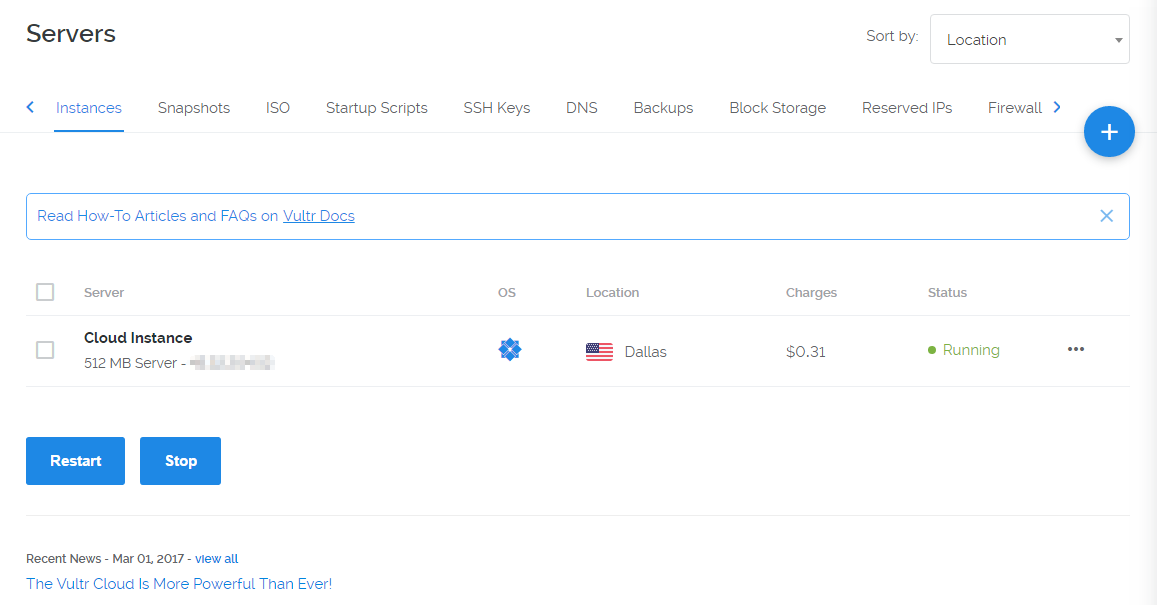 Servers
Sort by: Location
Instances Snapshots ISO Startup Scripts SSH Keys DNS Backups Block Storage Reserved IPs Firewall
Read How-To Articles and FAQs on Vultr Docs
Server OS Location Charges Status
Cloud Instance
512 MB Server -
Dallas $0.31 Running
Restart Stop
Recent News - Mar 01, 2017 - view all
The Vultr Cloud Is More Powerful Than Ever!